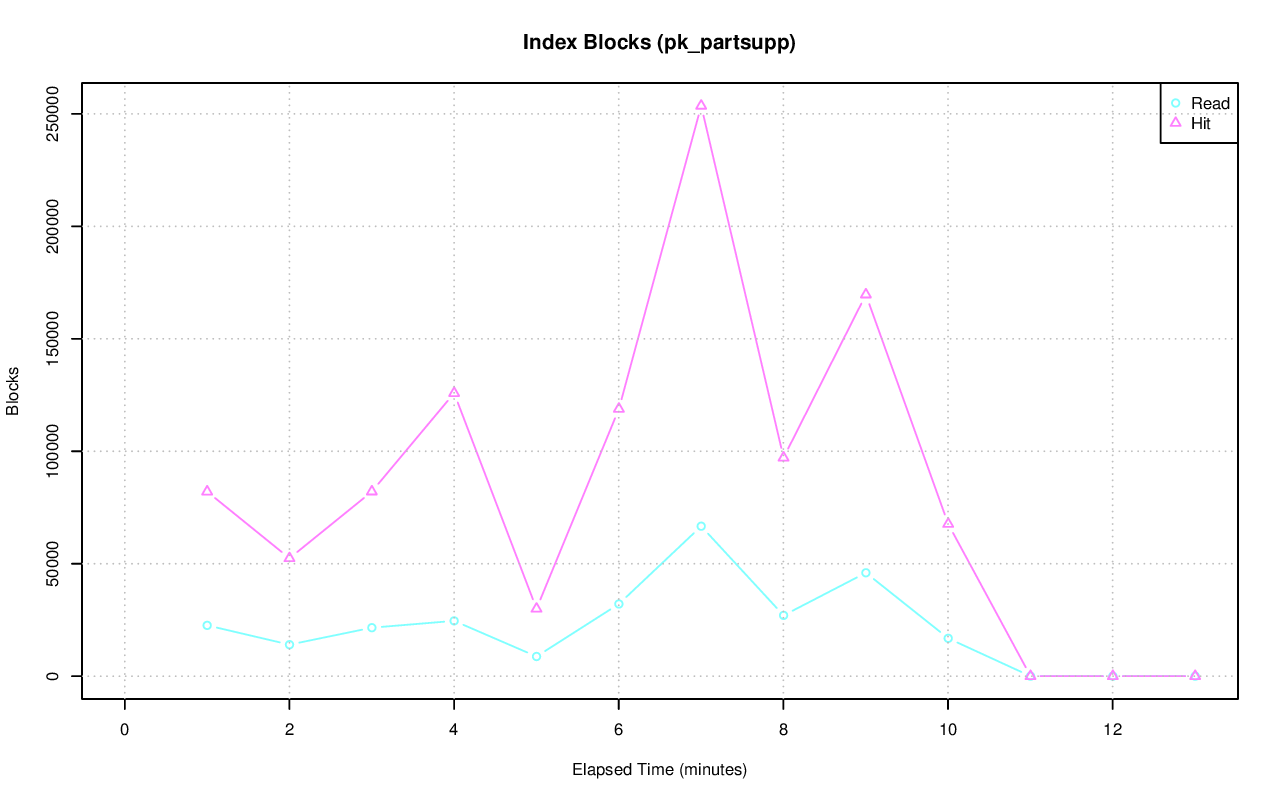 Index Blocks (pk_partsupp)
Read
Hit
250000
200000
150000
100000
50000
0
Blocks
0 2 4 6 8 10 12
Elapsed Time (minutes)